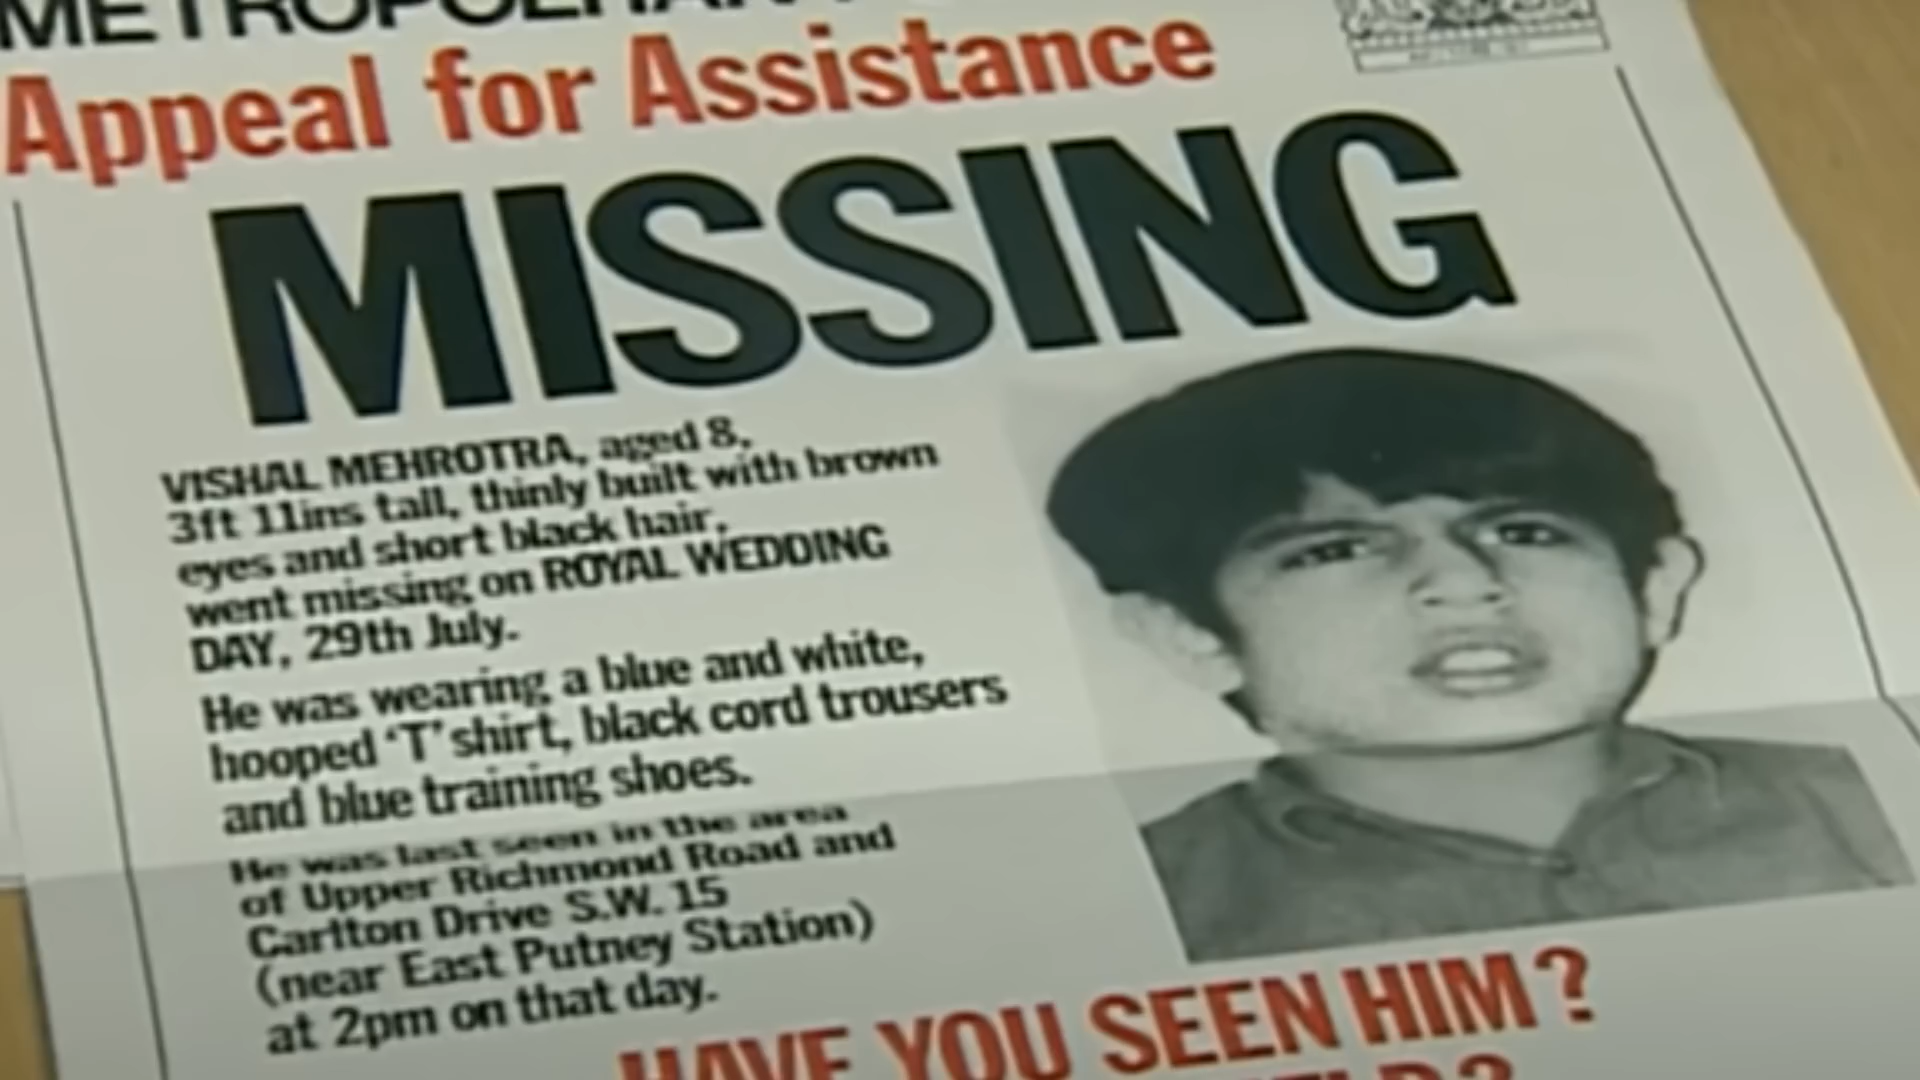 METROPOLITAN
Appeal for Assistance
MISSING
VISHAL MEHROTRA, aged 8,
3ft 11ins tall, thinly built with brown
eyes and short black hair,
went missing on ROYAL WEDDING
DAY, 29th July.
He was wearing a blue and white,
hooped ‘T’ shirt, black cord trousers
and blue training shoes.
He was last seen in the area
of Upper Richmond Road and
Carlton Drive S.W. 15
(near East Putney Station)
at 2pm on that day.
HAVE YOU SEEN HIM?